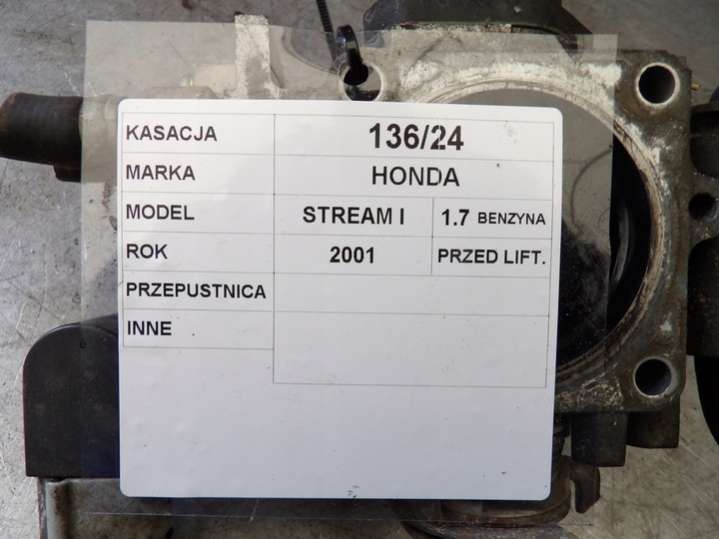 KASACJA 136/24
MARKA HONDA
MODEL STREAM I 1.7 BENZYNA
ROK 2001 PRZED LIFT.
PRZEPUSTNICA
INNE